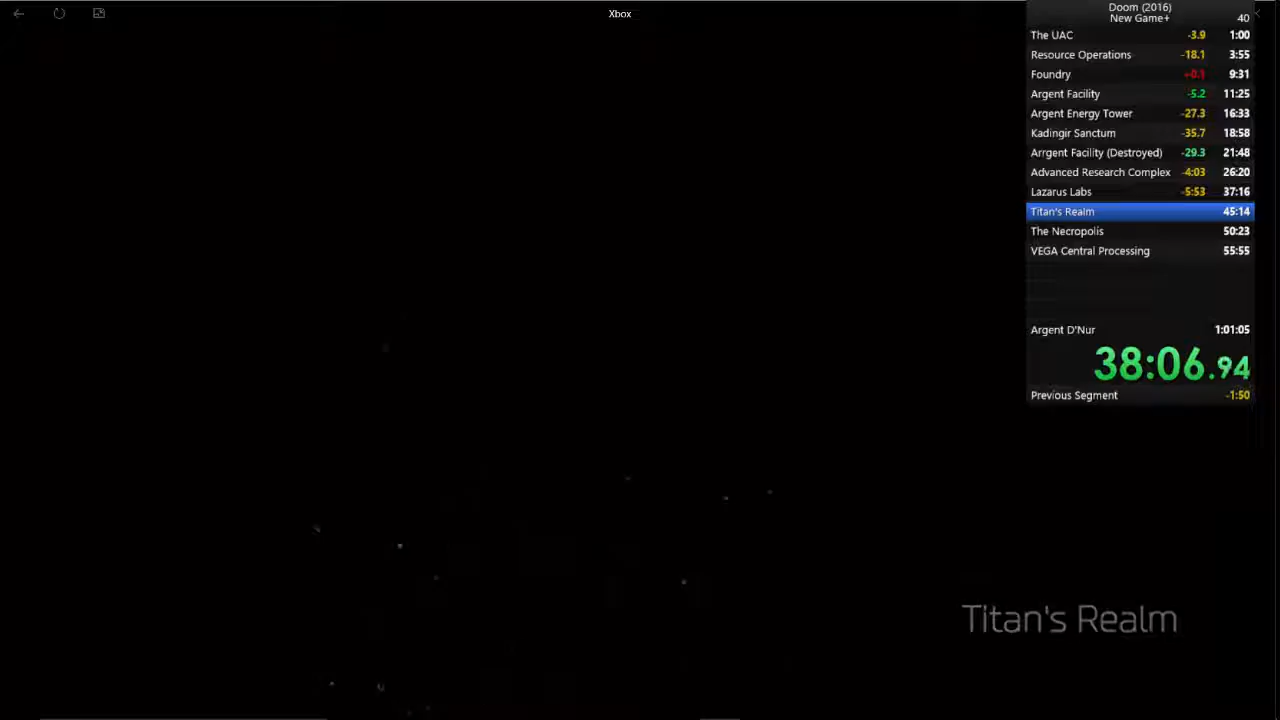 Xbox
Doom (2016)
New Game+ 40
The UAC -3.9 1:00
Resource Operations -18.1 3:55
Foundry +0.1 9:31
Argent Facility -5.2 11:25
Argent Energy Tower -27.3 16:33
Kadingir Sanctum -35.7 18:58
Arrgent Facility (Destroyed) -29.3 21:48
Advanced Research Complex -4:03 26:20
Lazarus Labs -5:53 37:16
Titan's Realm 45:14
The Necropolis 50:23
VEGA Central Processing 55:55
Argent D'Nur 1:01:05
38:06.94
Previous Segment -1:50
Titan's Realm